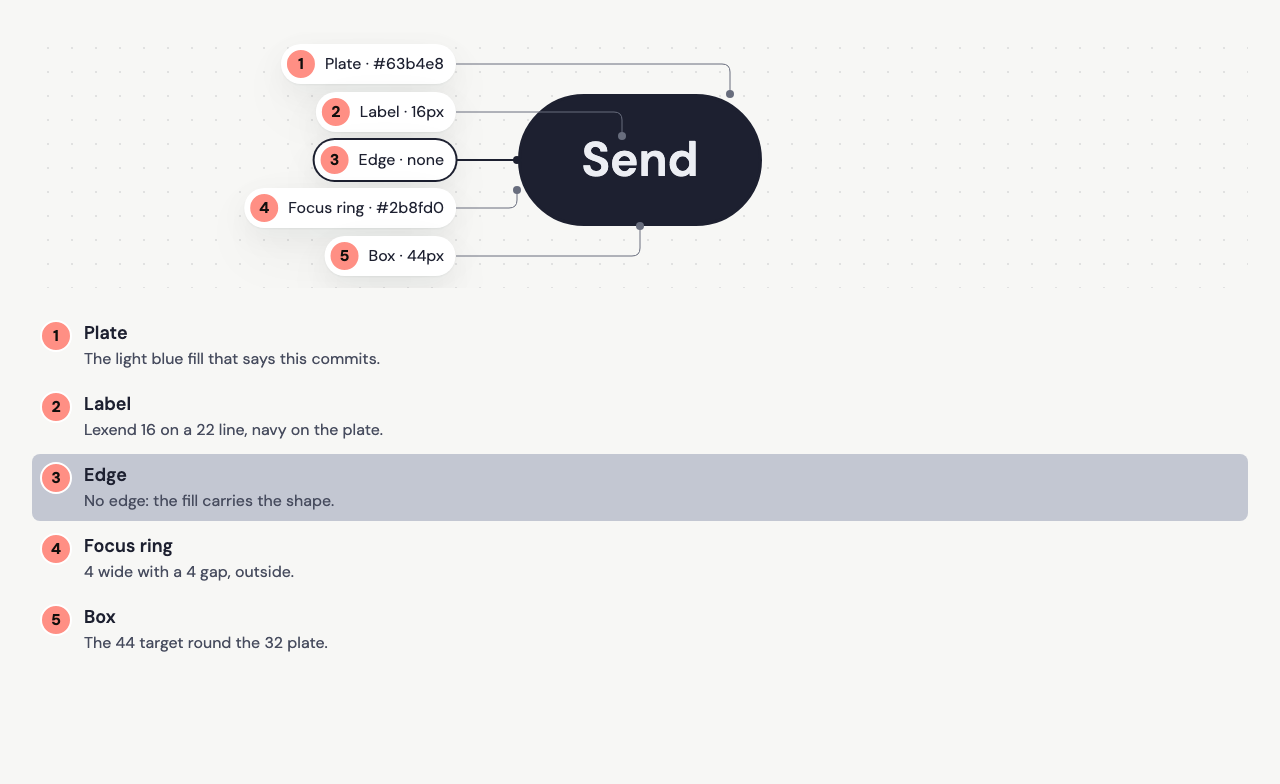 1 Plate · #63b4e8
2 Label · 16px
3 Edge · none
4 Focus ring · #2b8fd0
5 Box · 44px
Send
1 Plate
The light blue fill that says this commits.
2 Label
Lexend 16 on a 22 line, navy on the plate.
3 Edge
No edge: the fill carries the shape.
4 Focus ring
4 wide with a 4 gap, outside.
5 Box
The 44 target round the 32 plate.